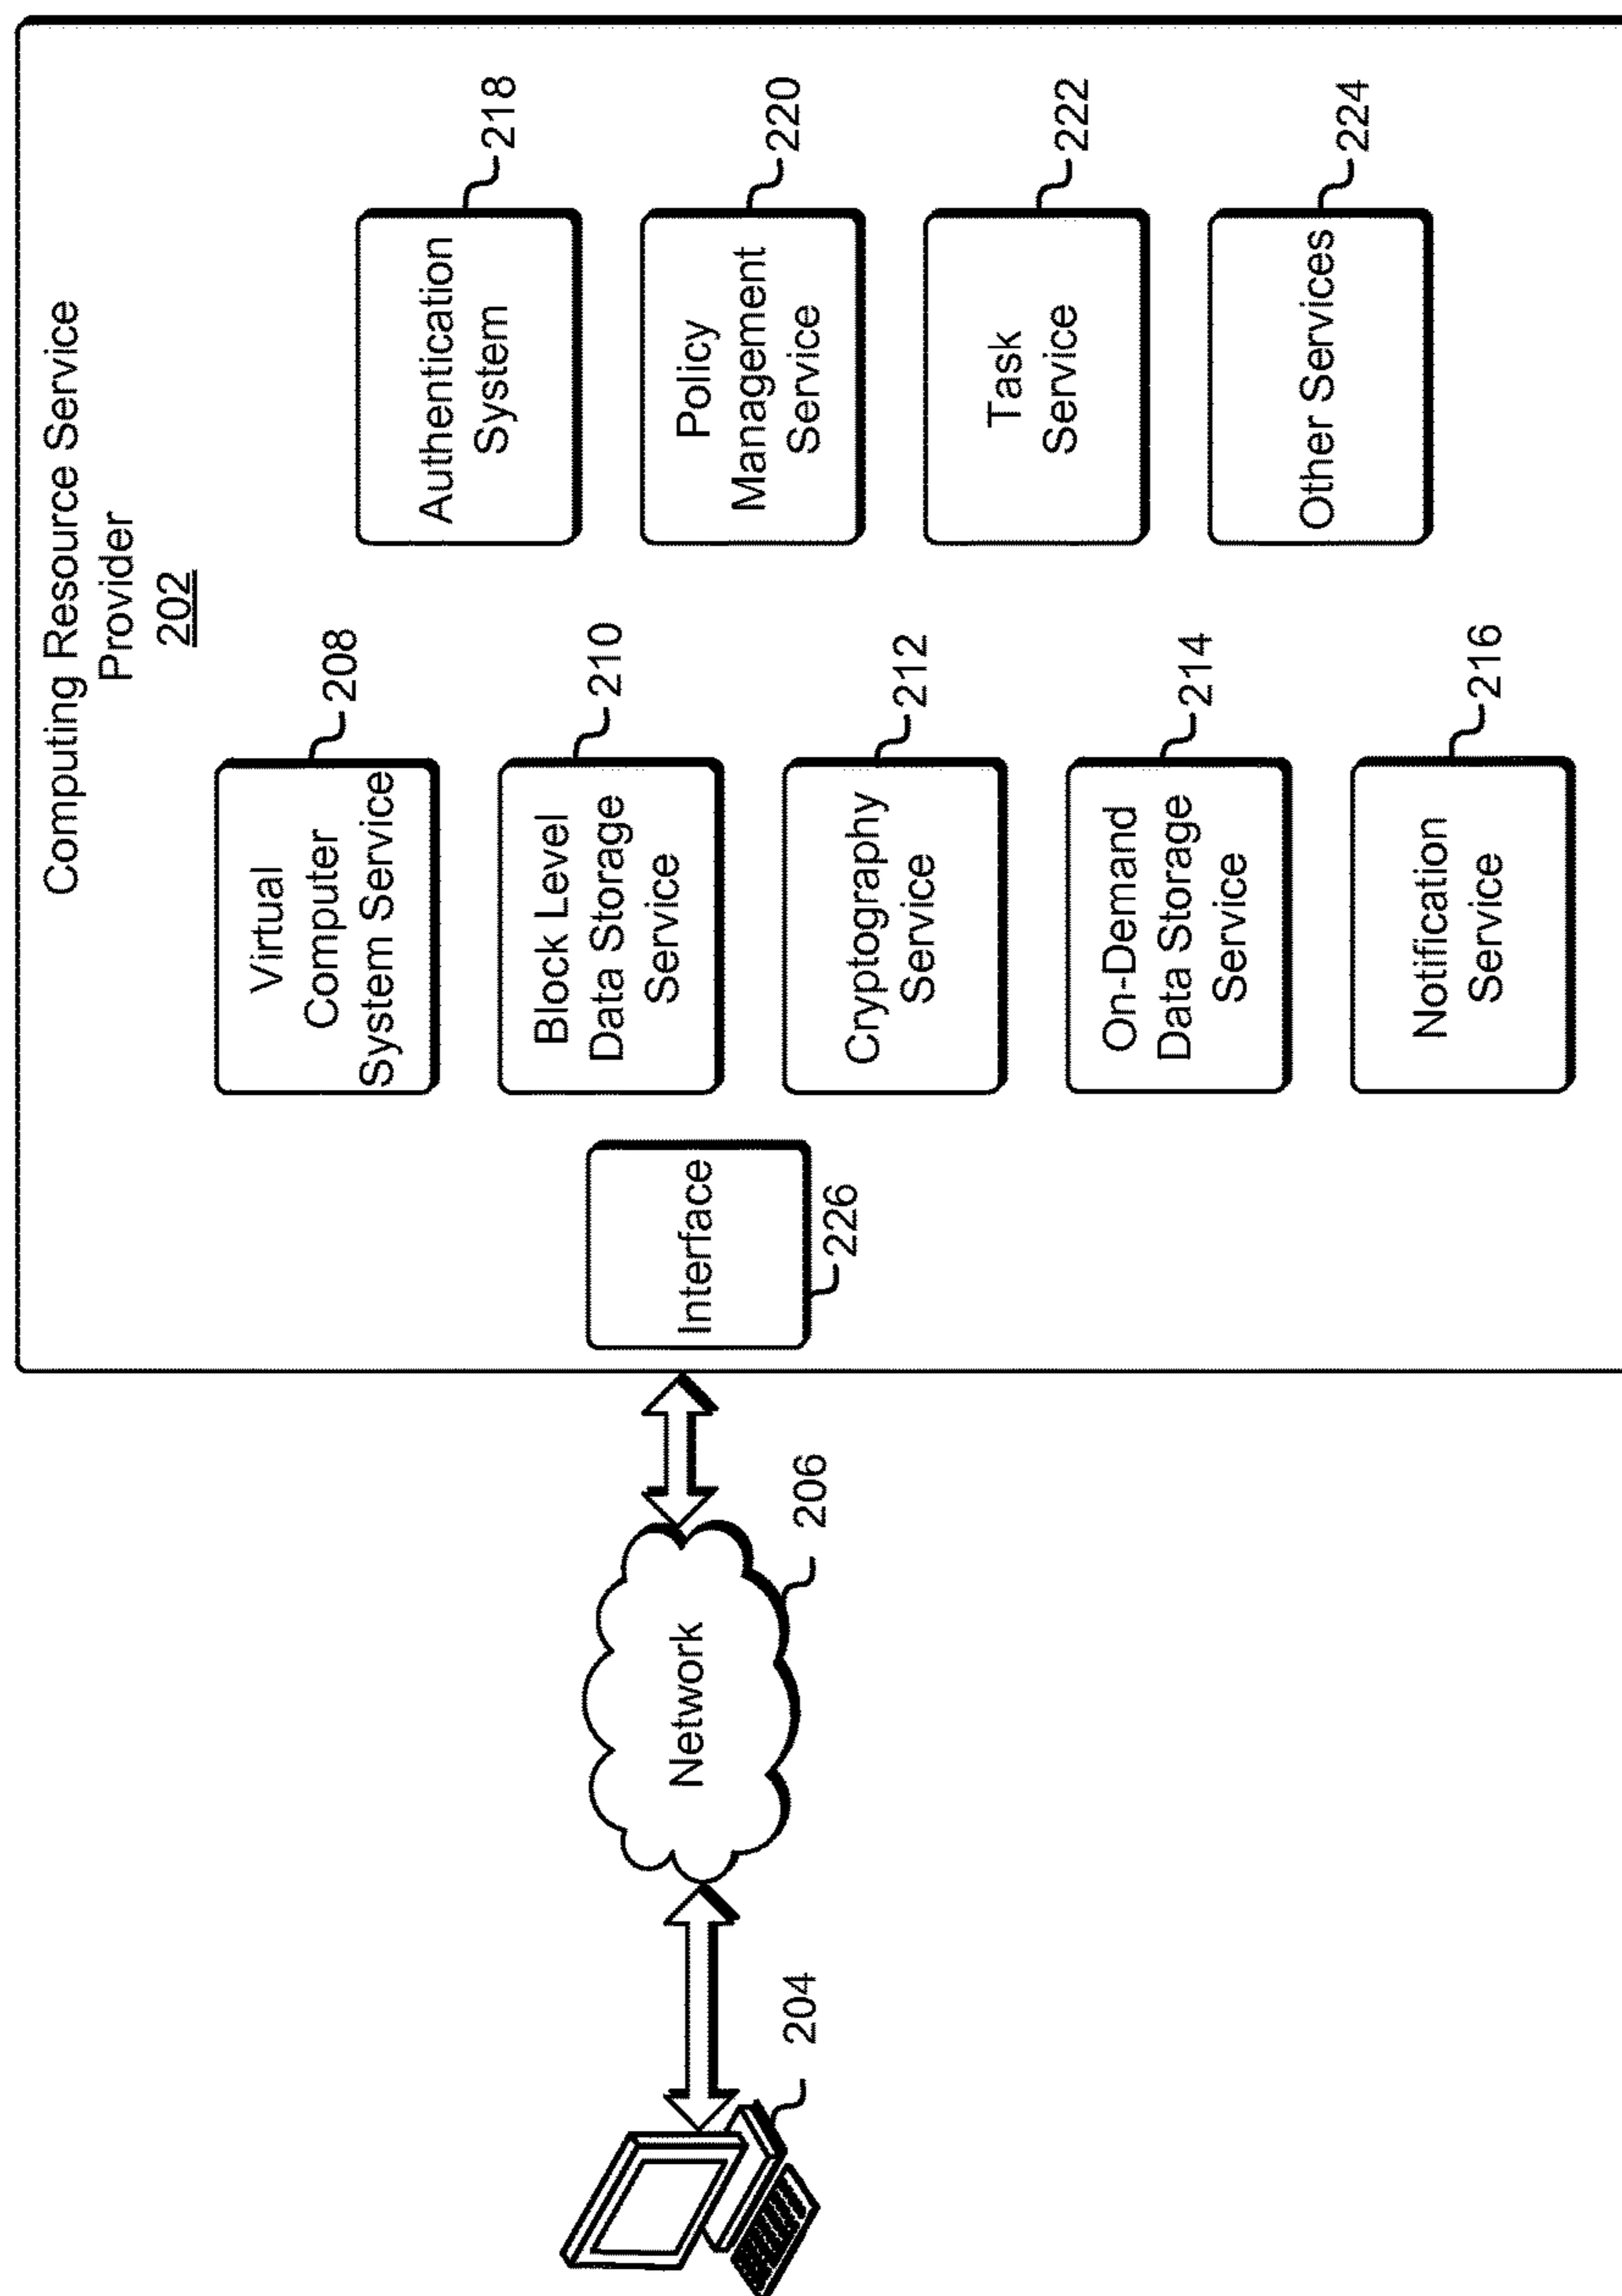 Computing Resource Service
Provider
202
Virtual
Computer
System Service
208
Block Level
Data Storage
Service
210
Cryptography
Service
212
On-Demand
Data Storage
Service
214
Notification
Service
216
Authentication
System
218
Policy
Management
Service
220
Task
Service
222
Other Services
224
Interface
226
Network
206
204